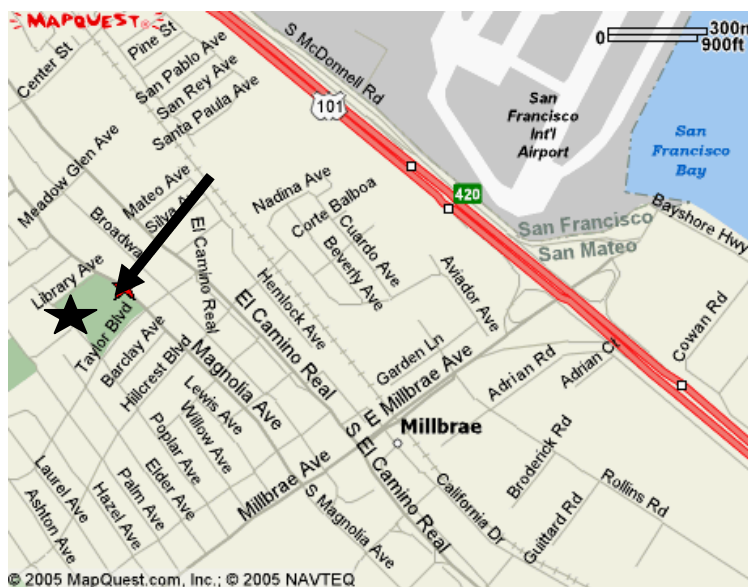 MAPQUEST®
300m
0
900ft
Pine St
Center St
San Pablo Ave
San Rey Ave
Santa Paula Ave
S McDonnell Rd
101
San
Francisco
Int'l
Airport
San
Francisco
Bay
Meadow Glen Ave
Mateo Ave
Silva
Broadwa
Nadina Ave
Corte Balboa
Cuardo Ave
Beverly Ave
420
San Francisco
San Mateo
Bayshore Hwy
Library Ave
El Camino Real
Hemlock Ave
Aviador Ave
Cowan Rd
Taylor Blvd
Barclay Ave
Hillcrest Blvd
Magnolia Ave
El Camino Real
Garden Ln
E Millbrae Ave
Adrian Rd
Adrian Ct
Lewis Ave
Willow Ave
Poplar Ave
Elder Ave
Palm Ave
Hazel Ave
Laurel Ave
Ashton Ave
Millbrae Ave
S El Camino Real
S Magnolia Ave
Millbrae
California Dr
Broderick Rd
Guittard Rd
Rollins Rd
© 2005 MapQuest.com, Inc.; © 2005 NAVTEQ